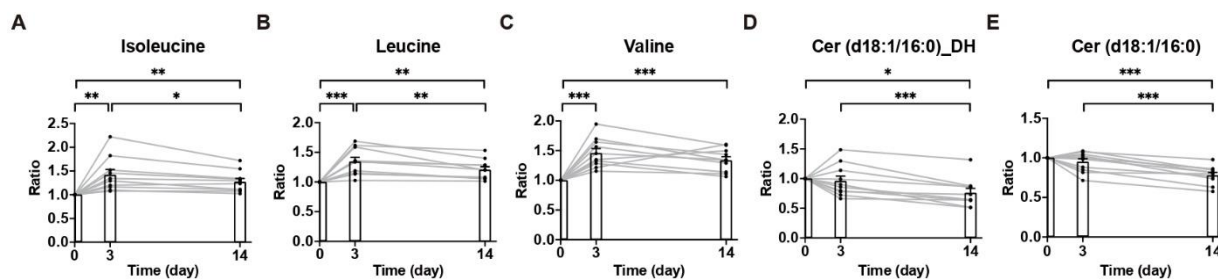 A
Isoleucine
**
** *
2.5
2.0
1.5
1.0
0.5
0.0
Ratio
0 3 14
Time (day)
B
Leucine
**
*** **
2.5
2.0
1.5
1.0
0.5
0.0
Ratio
0 3 14
Time (day)
C
Valine
***
***
2.0
1.5
1.0
0.5
0.0
Ratio
0 3 14
Time (day)
D
Cer (d18:1/16:0)_DH
*
***
2.0
1.5
1.0
0.5
0.0
Ratio
0 3 14
Time (day)
E
Cer (d18:1/16:0)
***
***
1.5
1.0
0.5
0.0
Ratio
0 3 14
Time (day)